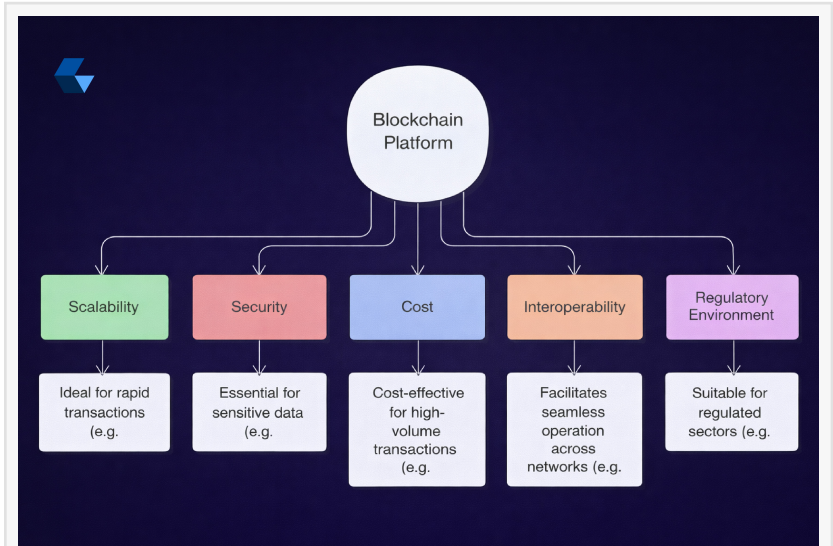 Blockchain
Platform
Scalability
Security
Cost
Interoperability
Regulatory
Environment
Ideal for rapid
transactions
(e.g.
Essential for
sensitive data
(e.g.
Cost-effective
for high-
volume
transactions
(e.g.
Facilitates
seamless
operation
across
networks (e.g.
Suitable for
regulated
sectors (e.g.